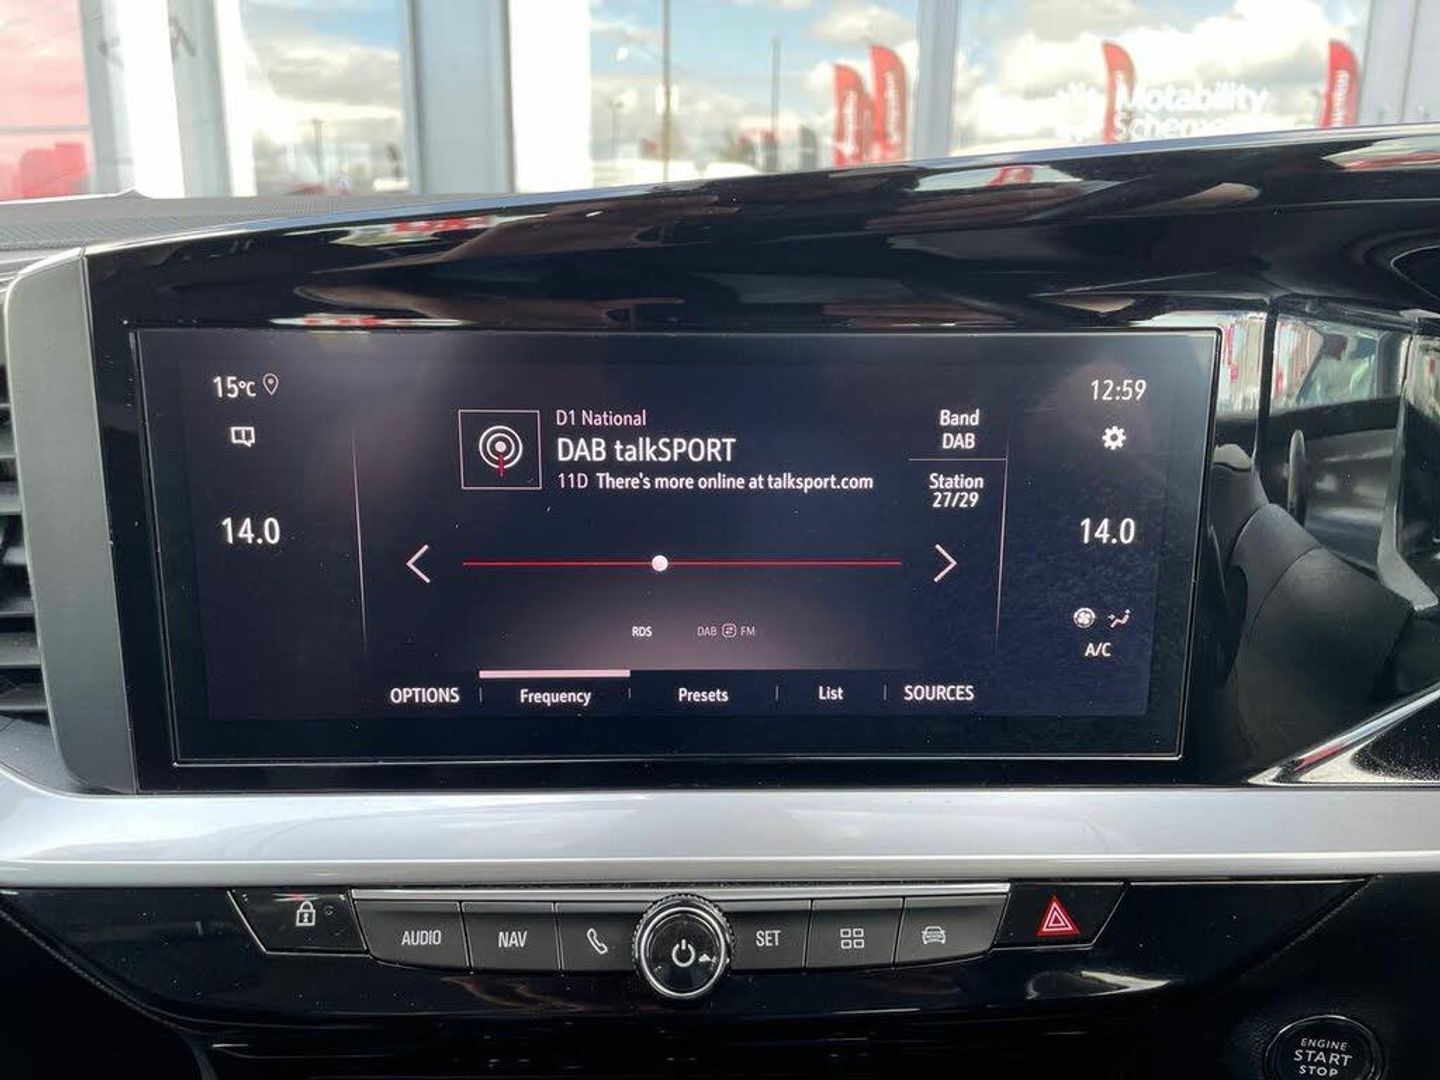 Motability
15°C
12:59
D1 National
DAB talkSPORT
11D There's more online at talksport.com
Band
DAB
Station
27/29
14.0
14.0
RDS
DAB FM
A/C
OPTIONS
Frequency
Presets
List
SOURCES
AUDIO
NAV
SET
ENGINE
START
STOP